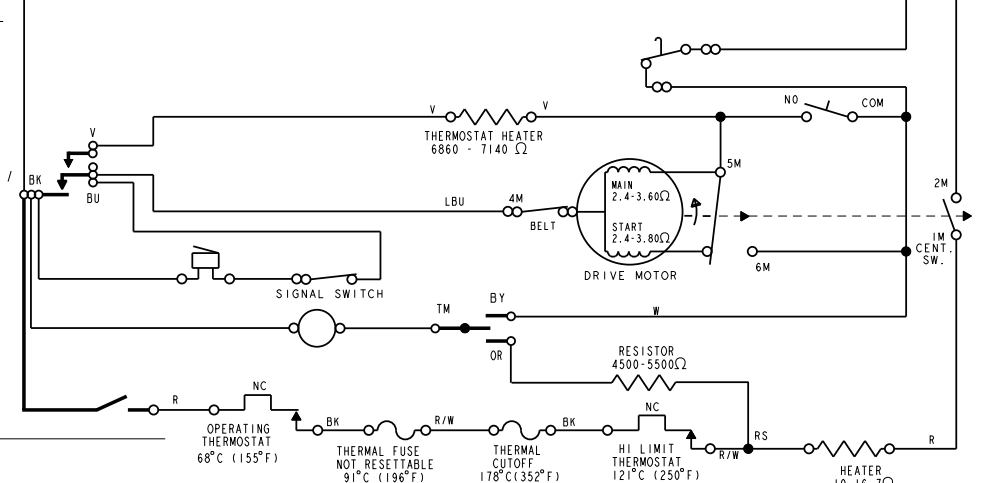 NO
COM
V
V
THERMOSTAT HEATER
6860 - 7140 Ω
V
5M
/
BK
BU
MAIN
2.4-3.60Ω
2M
LBU
4M
BELT
START
2.4-3.80Ω
1M
CENT.
SW.
6M
DRIVE MOTOR
SIGNAL SWITCH
TM
BY
W
OR
RESISTOR
4500-5500Ω
NC
R
OPERATING
THERMOSTAT
68°C (155°F)
BK
THERMAL FUSE
NOT RESETTABLE
91°C (196°F)
R/W
THERMAL
CUTOFF
178°C(352°F)
BK
NC
HI LIMIT
THERMOSTAT
121°C (250°F)
R/W
RS
R
HEATER